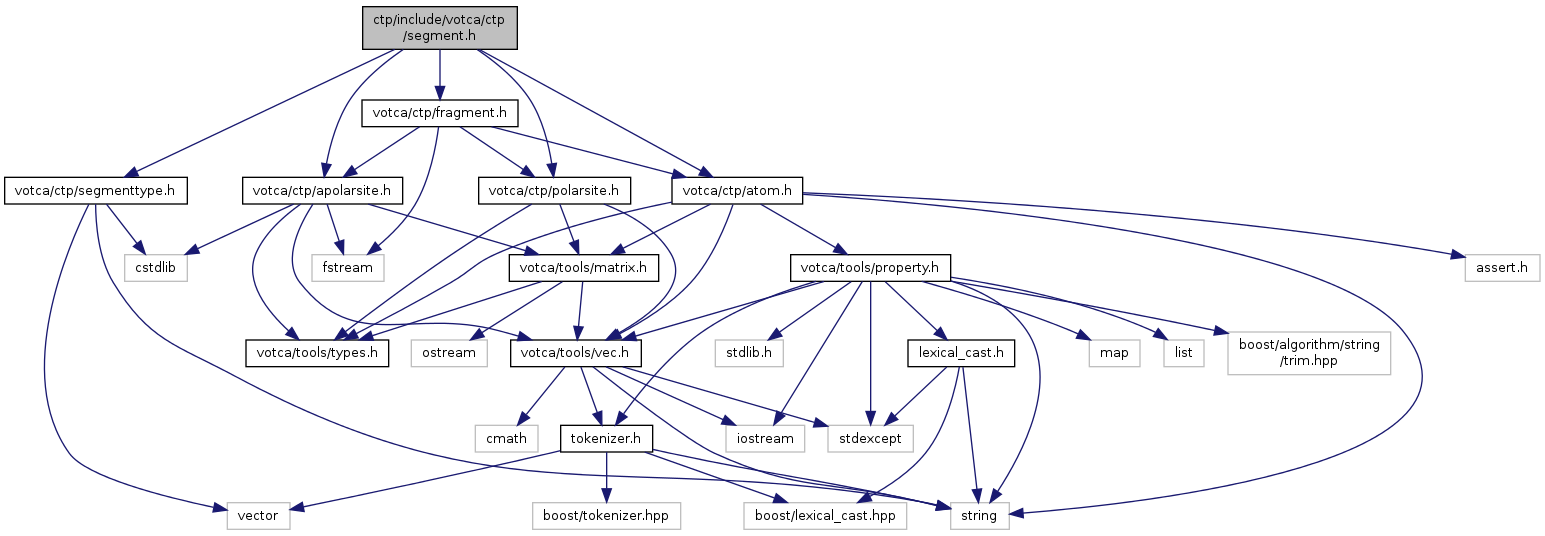 ctp/include/votca/ctp
/segment.h
votca/ctp/fragment.h
votca/ctp/segmenttype.h
votca/ctp/apolarsite.h
votca/ctp/polarsite.h
votca/ctp/atom.h
cstdlib
fstream
votca/tools/matrix.h
votca/tools/property.h
assert.h
votca/tools/types.h
ostream
votca/tools/vec.h
stdlib.h
lexical_cast.h
map
list
boost/algorithm/string
/trim.hpp
cmath
tokenizer.h
iostream
stdexcept
vector
boost/tokenizer.hpp
boost/lexical_cast.hpp
string